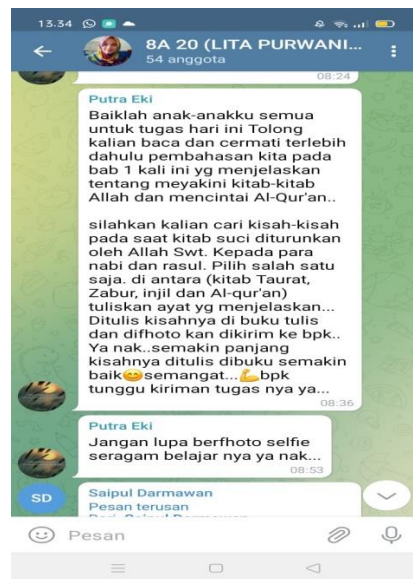 13.34
8A 20 (LITA PURWANI...
54 anggota
08:24
Putra Eki
Baiklah anak-anakku semua
untuk tugas hari ini Tolong
kalian baca dan cermati terlebih
dahulu pembahasan kita pada
bab 1 kali ini yg menjelaskan
tentang meyakini kitab-kitab
Allah dan mencintai Al-Qur'an..
silahkan kalian cari kisah-kisah
pada saat kitab suci diturunkan
oleh Allah Swt. Kepada para
nabi dan rasul. Pilih salah satu
saja. di antara (kitab Taurat,
Zabur, injil dan Al-qur'an)
tuliskan ayat yg menjelaskan...
Ditulis kisahnya di buku tulis
dan difhoto kan dikirim ke bpk..
Ya nak..semakin panjang
kisahnya ditulis dibuku semakin
baik😊semangat...💪bpk
tunggu kiriman tugas nya ya...
08:36
Putra Eki
Jangan lupa berfhoto selfie
seragam belajar nya ya nak...
08:53
SD
Saipul Darmawan
Pesan terusan
Pesan